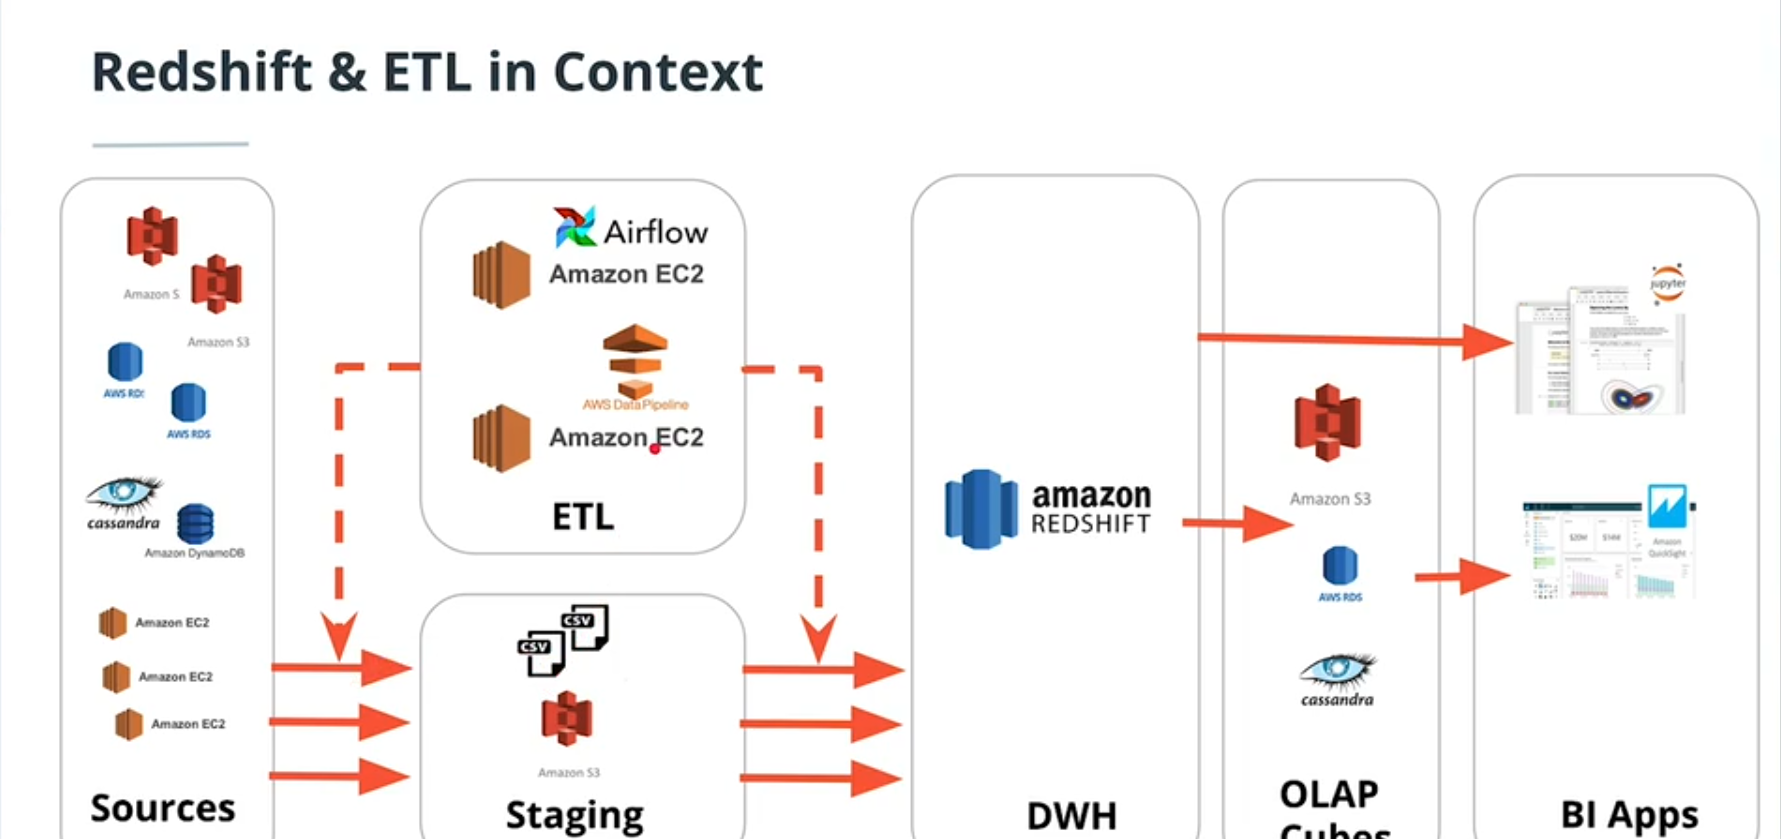 Redshift & ETL in Context
Amazon S
Amazon S3
AWS RDS
AWS RDS
cassandra
Amazon DynamoDB
Amazon EC2
Amazon EC2
Amazon EC2
Sources
Airflow
Amazon EC2
AWS Data Pipeline
Amazon EC2
ETL
CSV
CSV
Amazon S3
Staging
amazon
REDSHIFT
DWH
Amazon S3
AWS RDS
cassandra
OLAP
Cubes
jupyter
$20M
$14M
Amazon
QuickSight
BI Apps